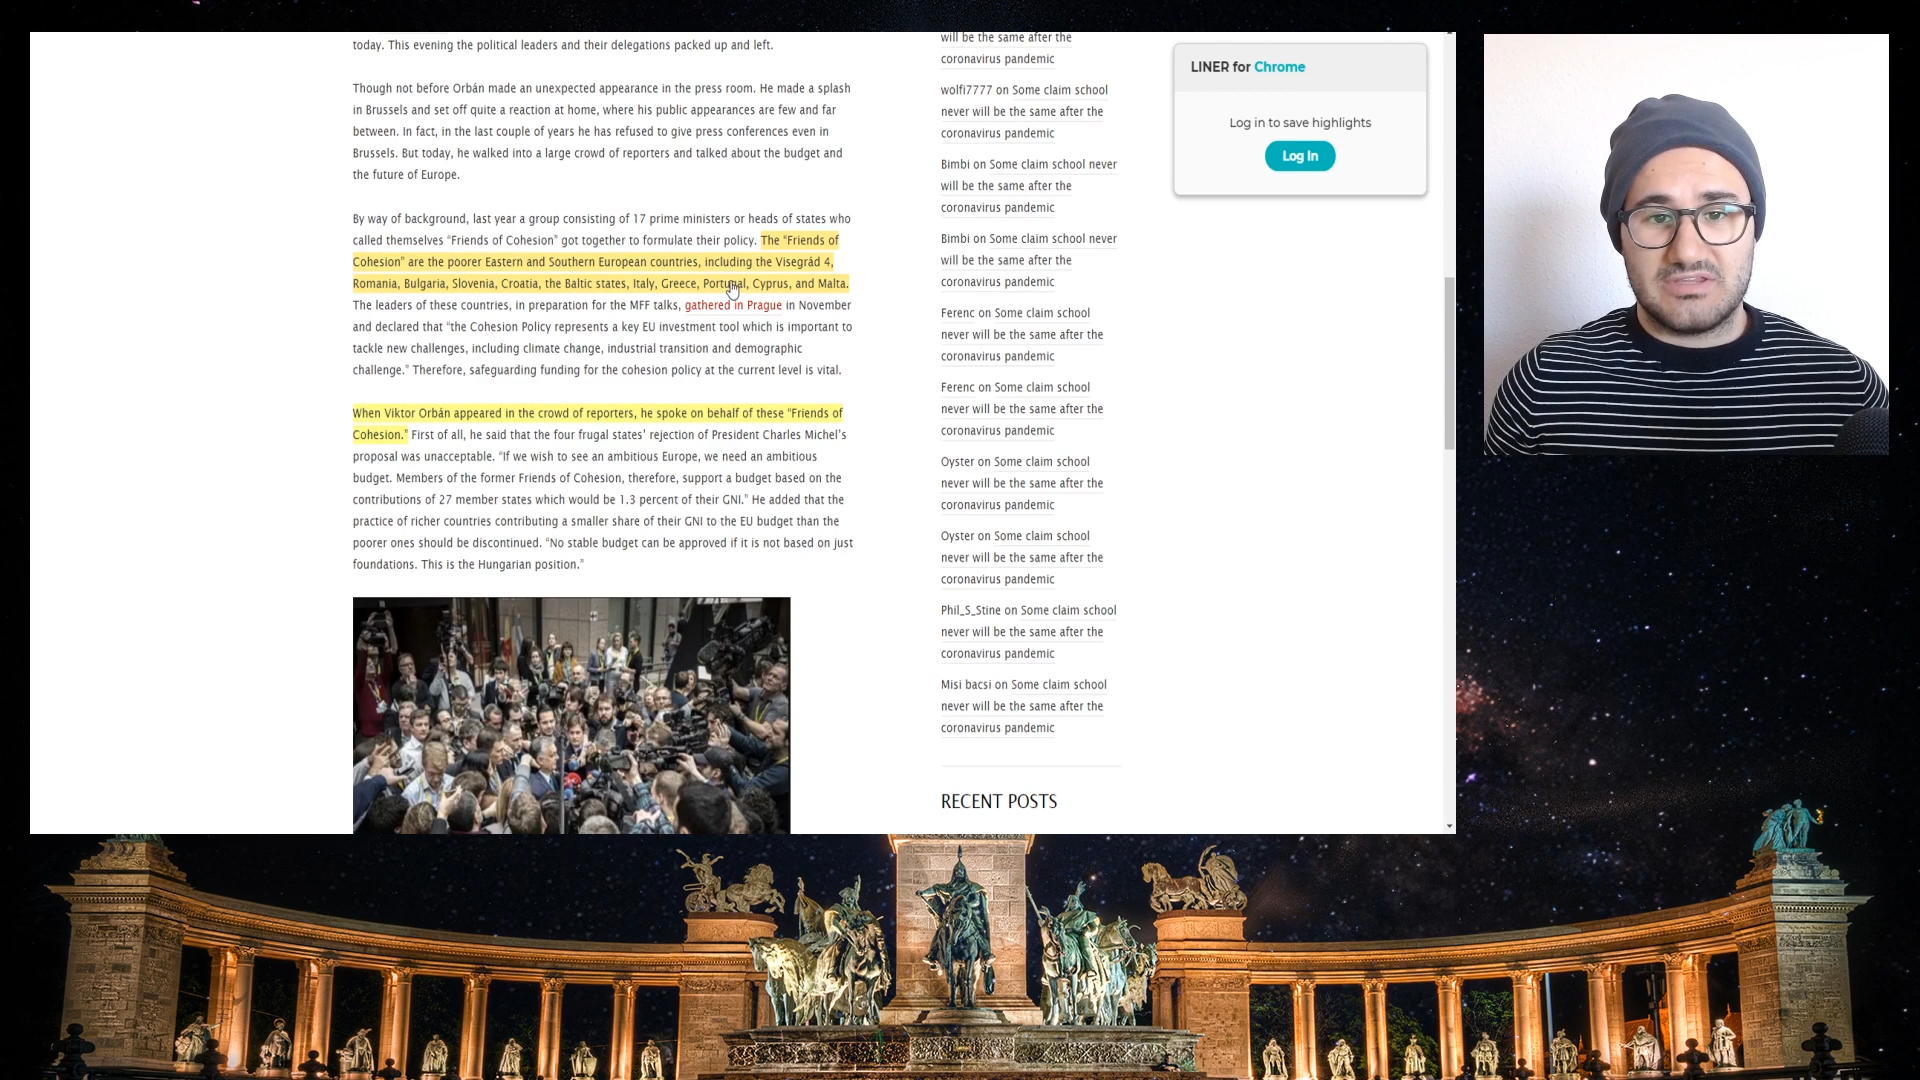 today. This evening the political leaders and their delegations packed up and left.
Though not before Orbán made an unexpected appearance in the press room. He made a splash
in Brussels and set off quite a reaction at home, where his public appearances are few and far
between. In fact, in the last couple of years he has refused to give press conferences even in
Brussels. But today, he walked into a large crowd of reporters and talked about the budget and
the future of Europe.
By way of background, last year a group consisting of 17 prime ministers or heads of states who
called themselves “Friends of Cohesion” got together to formulate their policy. The “Friends of
Cohesion” are the poorer Eastern and Southern European countries, including the Visegrád 4,
Romania, Bulgaria, Slovenia, Croatia, the Baltic states, Italy, Greece, Portugal, Cyprus, and Malta.
The leaders of these countries, in preparation for the MFF talks, gathered in Prague in November
and declared that “the Cohesion Policy represents a key EU investment tool which is important to
tackle new challenges, including climate change, industrial transition and demographic
challenge.” Therefore, safeguarding funding for the cohesion policy at the current level is vital.
When Viktor Orbán appeared in the crowd of reporters, he spoke on behalf of these “Friends of
Cohesion.” First of all, he said that the four frugal states’ rejection of President Charles Michel’s
proposal was unacceptable. “If we wish to see an ambitious Europe, we need an ambitious
budget. Members of the former Friends of Cohesion, therefore, support a budget based on the
contributions of 27 member states which would be 1.3 percent of their GNI.” He added that the
practice of richer countries contributing a smaller share of their GNI to the EU budget than the
poorer ones should be discontinued. “No stable budget can be approved if it is not based on just
foundations. This is the Hungarian position.”
will be the same after the
coronavirus pandemic
wolfi7777 on Some claim school
never will be the same after the
coronavirus pandemic
Bimbi on Some claim school never
will be the same after the
coronavirus pandemic
Bimbi on Some claim school never
will be the same after the
coronavirus pandemic
Ferenc on Some claim school
never will be the same after the
coronavirus pandemic
Ferenc on Some claim school
never will be the same after the
coronavirus pandemic
Oyster on Some claim school
never will be the same after the
coronavirus pandemic
Oyster on Some claim school
never will be the same after the
coronavirus pandemic
Phil_S_Stine on Some claim school
never will be the same after the
coronavirus pandemic
Misi bacsi on Some claim school
never will be the same after the
coronavirus pandemic
RECENT POSTS
LINER for Chrome
Log in to save highlights
Log In